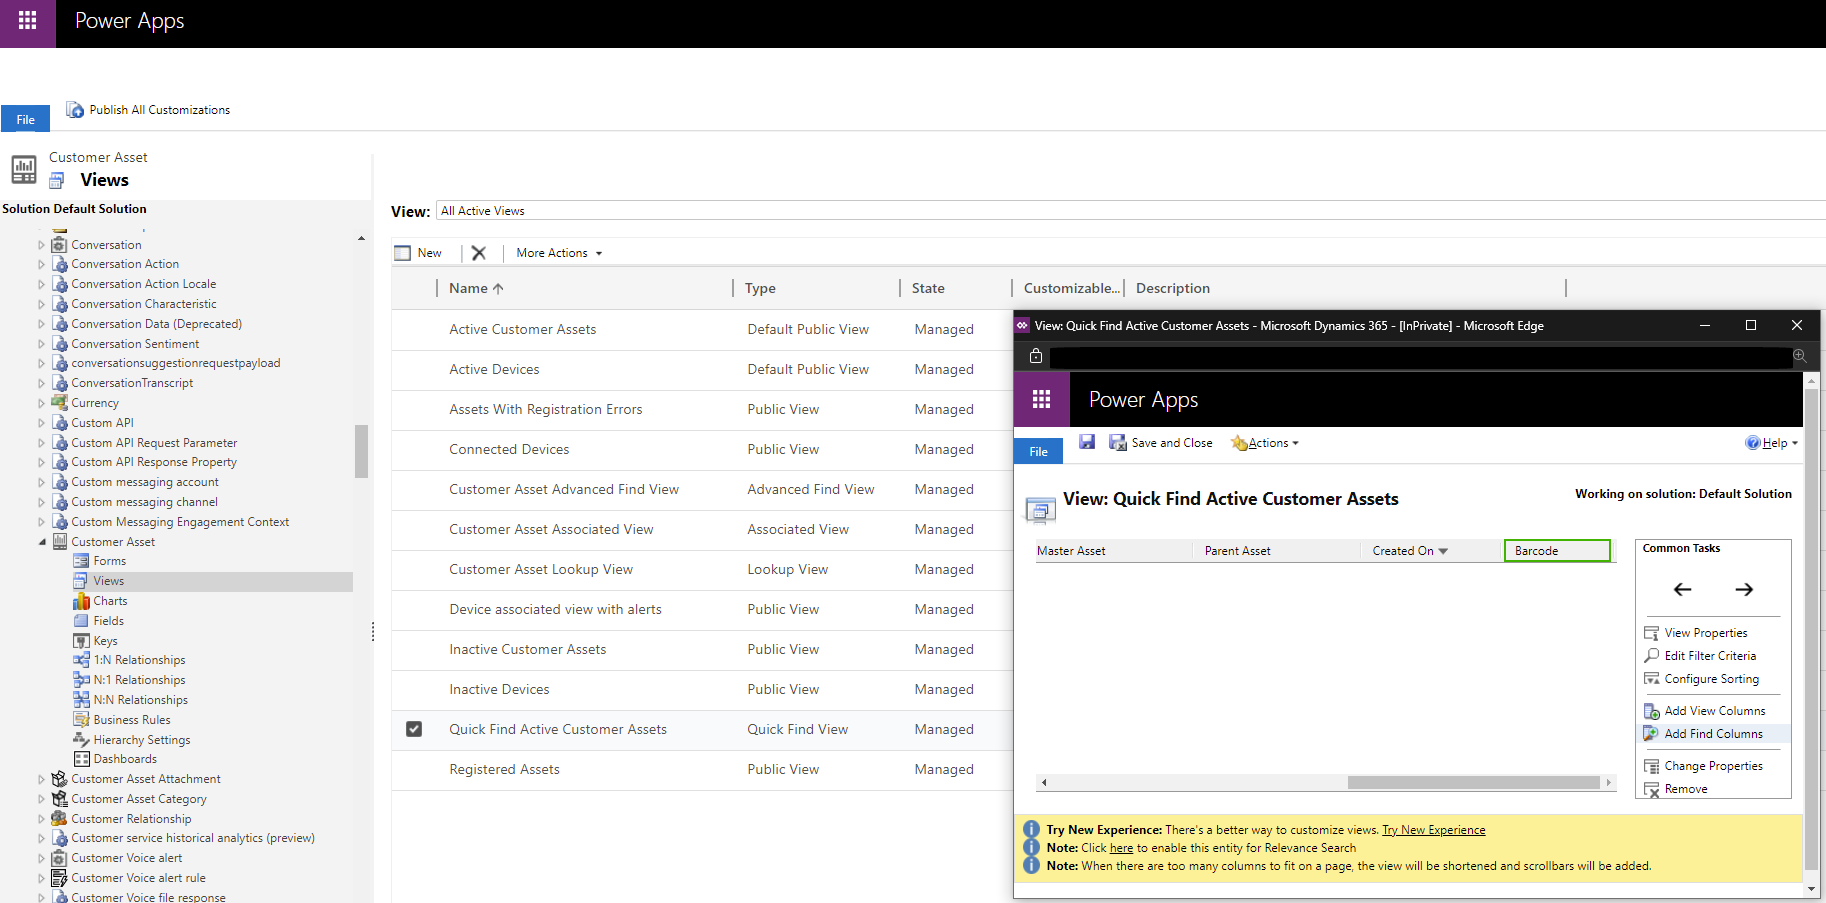 Power Apps
File
Publish All Customizations
Customer Asset
Views
Solution Default Solution
Conversation
Conversation Action
Conversation Action Locale
Conversation Characteristic
Conversation Data (Deprecated)
Conversation Sentiment
conversationsuggestionrequestpayload
ConversationTranscript
Currency
Custom API
Custom API Request Parameter
Custom API Response Property
Custom messaging account
Custom messaging channel
Custom Messaging Engagement Context
Customer Asset
Forms
Views
Charts
Fields
Keys
1:N Relationships
N:1 Relationships
N:N Relationships
Business Rules
Hierarchy Settings
Dashboards
Customer Asset Attachment
Customer Asset Category
Customer Relationship
Customer service historical analytics (preview)
Customer Voice alert
Customer Voice alert rule
Customer Voice file response
View: All Active Views
New More Actions
Name Type State Customizable... Description
Active Customer Assets Default Public View Managed
Active Devices Default Public View Managed
Assets With Registration Errors Public View Managed
Connected Devices Public View Managed
Customer Asset Advanced Find View Advanced Find View Managed
Customer Asset Associated View Associated View Managed
Customer Asset Lookup View Lookup View Managed
Device associated view with alerts Public View Managed
Inactive Customer Assets Public View Managed
Inactive Devices Public View Managed
Quick Find Active Customer Assets Quick Find View Managed
Registered Assets Public View Managed
View: Quick Find Active Customer Assets - Microsoft Dynamics 365 - [InPrivate] - Microsoft Edge
Power Apps
File Save and Close Actions Help
View: Quick Find Active Customer Assets
Working on solution: Default Solution
Master Asset Parent Asset Created On Barcode
Common Tasks
View Properties
Edit Filter Criteria
Configure Sorting
Add View Columns
Add Find Columns
Change Properties
Remove
Try New Experience: There's a better way to customize views. Try New Experience
Note: Click here to enable this entity for Relevance Search
Note: When there are too many columns to fit on a page, the view will be shortened and scrollbars will be added.